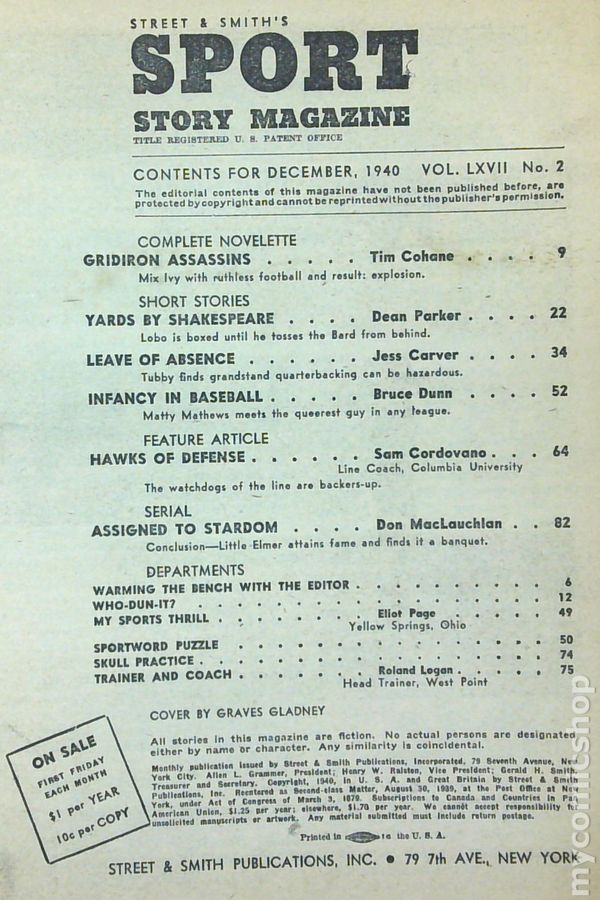 STREET & SMITH'S
SPORT
STORY MAGAZINE
TITLE REGISTERED U. S. PATENT OFFICE
CONTENTS FOR DECEMBER, 1940 VOL. LXVII No. 2
The editorial contents of this magazine have not been published before, are
protected by copyright and cannot be reprinted without the publisher's permission.
COMPLETE NOVELETTE
GRIDIRON ASSASSINS . . . . . Tim Cohane . . . . 9
Mix Ivy with ruthless football and result: explosion.
SHORT STORIES
YARDS BY SHAKESPEARE . . . . Dean Parker . . . . 22
Lobo is boxed until he tosses the Bard from behind.
LEAVE OF ABSENCE . . . . . . Jess Carver . . . . 34
Tubby finds grandstand quarterbacking can be hazardous.
INFANCY IN BASEBALL . . . . . Bruce Dunn . . . . 52
Matty Mathews meets the queerest guy in any league.
FEATURE ARTICLE
HAWKS OF DEFENSE . . . . . . Sam Cordovano . . . 64
Line Coach, Columbia University
The watchdogs of the line are backers-up.
SERIAL
ASSIGNED TO STARDOM . . . . Don MacLauchlan . . 82
Conclusion—Little Elmer attains fame and finds it a banquet.
DEPARTMENTS
WARMING THE BENCH WITH THE EDITOR . . . . . . . . . . 6
WHO-DUN-IT? . . . . . . . . . . . . . . . . . 12
MY SPORTS THRILL . . . . . . . Eliot Page . . . . . 49
Yellow Springs, Ohio
SPORTWORD PUZZLE . . . . . . . . . . . . . . . 50
SKULL PRACTICE . . . . . . . . . . . . . . . . 74
TRAINER AND COACH . . . . . . Roland Logan . . . . . 75
Head Trainer, West Point
COVER BY GRAVES GLADNEY
All stories in this magazine are fiction. No actual persons are designated
either by name or character. Any similarity is coincidental.
Monthly publication issued by Street & Smith Publications, Incorporated, 79 Seventh Avenue, New
York City. Allen L. Grammer, President; Henry W. Ralston, Vice President; Gerald H. Smith,
Treasurer and Secretary. Copyright, 1940, in U. S. A. and Great Britain by Street & Smith
Publications, Inc. Reentered as Second-class Matter, August 30, 1939, at the Post Office at New
York, under Act of Congress of March 3, 1879. Subscriptions to Canada and Countries in Pan
American Union, $1.25 per year; elsewhere, $1.70 per year. We cannot accept responsibility for
unsolicited manuscripts or artwork. Any material submitted must include return postage.
Printed in the U. S. A.
ON SALE
FIRST FRIDAY
EACH MONTH
$1 per YEAR
10c per COPY
STREET & SMITH PUBLICATIONS, INC. • 79 7th AVE., NEW YORK
mycomicshop